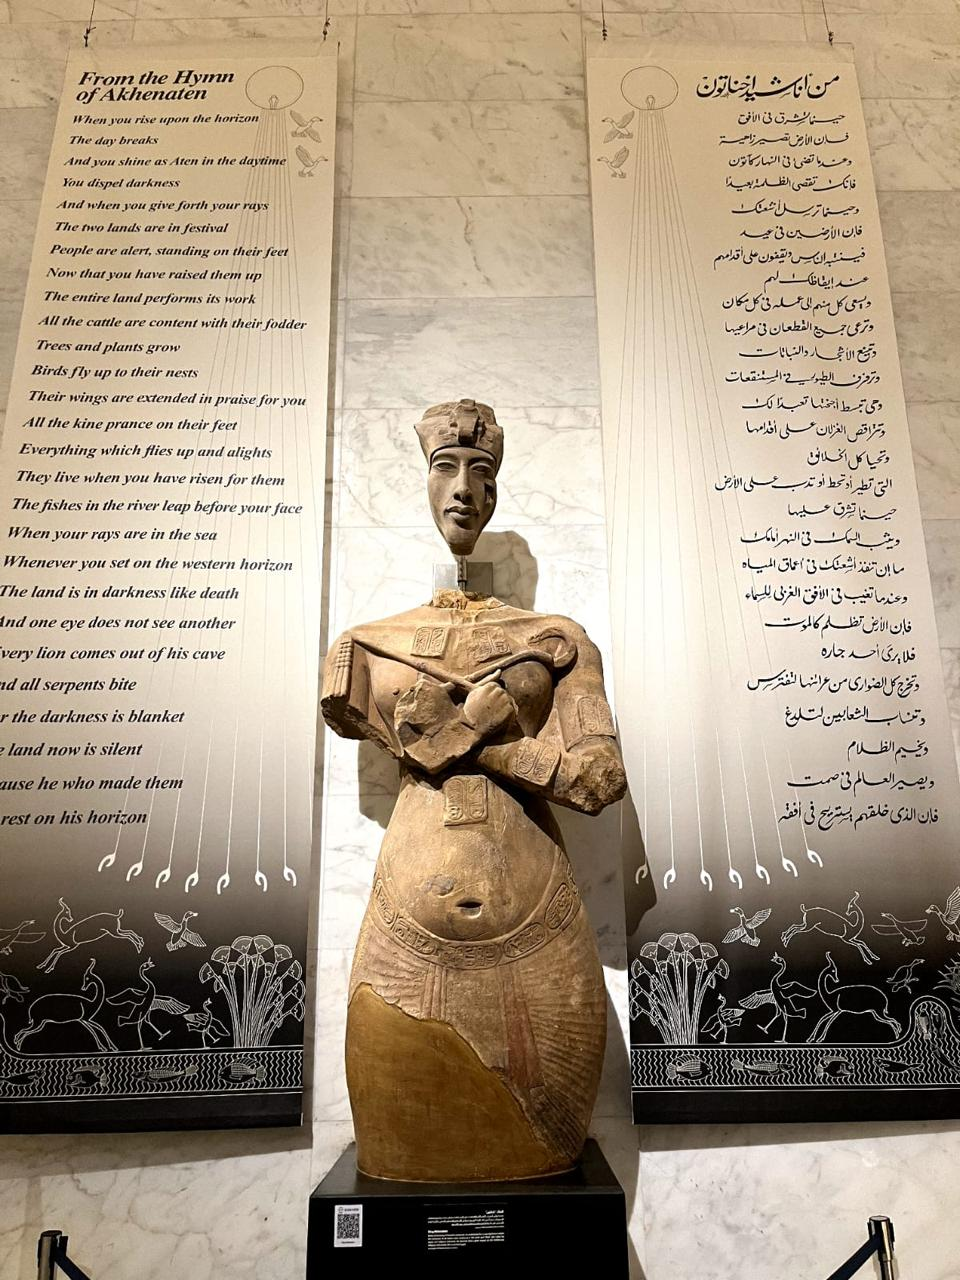 From the Hymn
of Akhenaten
When you rise upon the horizon
The day breaks
And you shine as Aten in the daytime
You dispel darkness
And when you give forth your rays
The two lands are in festival
People are alert, standing on their feet
Now that you have raised them up
The entire land performs its work
All the cattle are content with their fodder
Trees and plants grow
Birds fly up to their nests
Their wings are extended in praise for you
All the kine prance on their feet
Everything which flies up and alights
They live when you have risen for them
The fishes in the river leap before your face
When your rays are in the sea
Whenever you set on the western horizon
The land is in darkness like death
And one eye does not see another
very lion comes out of his cave
nd all serpents bite
r the darkness is blanket
e land now is silent
ause he who made them
rest on his horizon
من أناشيد إخناتون
حينما تشرق في الأفق
فإن الأرض تصير زاهية
وعندما تضئ في النهار كآتون
فإنك تقصي الظلمة بعيدًا
وحينما ترسل أشعتك
فإن الأرضين في عيد
فينتبه الناس ويقفون على أقدامهم
عند إيقاظك لهم
ويسعى كل منهم إلى عمله في كل مكان
وترعى جميع القطعان في مراعيها
وتينع الأشجار والنباتات
وترفرف الطيور في المستنقعات
وهي تبسط أجنحتها تعبدًا لك
وتتراقص الغزلان على أقدامها
وتحيا كل الخلائق
التي تطير أو تحط أو تدب على الأرض
حينما تشرق عليها
ويثب السمك في النهر أمامك
ما إن تنفذ أشعتك في أعماق المياه
وعندما تغيب في الأفق الغربي للسماء
فإن الأرض تظلم كالموت
فلا يرى أحد جاره
وتخرج كل الضواري من عرائنها لتفترس
وتنساب الثعابين لتلدغ
ويخيم الظلام
ويصير العالم في صمت
فإن الذي خلقهم يستريح في أفقه